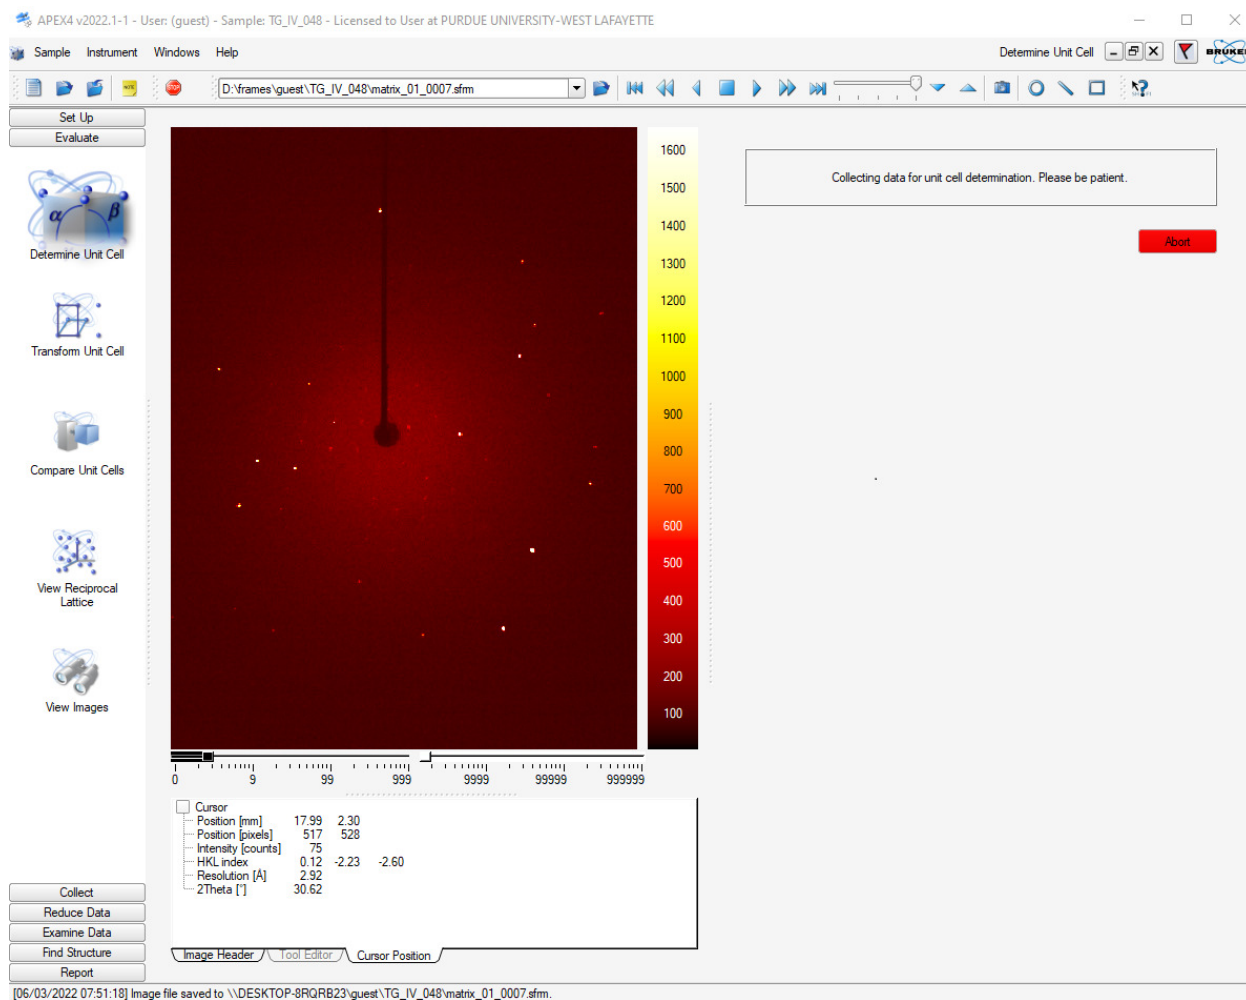 APEX4 v2022.1-1 - User: (guest) - Sample: TG_IV_048 - Licensed to User at PURDUE UNIVERSITY-WEST LAFAYETTE
Sample Instrument Windows Help
Determine Unit Cell
BRUKER
NOTE
STOP
D:\frames\guest\TG_IV_048\matrix_01_0007.sfrm
Set Up
Evaluate
α β
Determine Unit Cell
Transform Unit Cell
Compare Unit Cells
View Reciprocal
Lattice
View Images
Collect
Reduce Data
Examine Data
Find Structure
Report
1600
1500
1400
1300
1200
1100
1000
900
800
700
600
500
400
300
200
100
0 9 99 999 9999 99999 999999
Cursor
Position [mm] 17.99 2.30
Position [pixels] 517 528
Intensity [counts] 75
HKL index 0.12 -2.23 -2.60
Resolution [Å] 2.92
2Theta [°] 30.62
Image Header Tool Editor Cursor Position
Collecting data for unit cell determination. Please be patient.
Abort
[06/03/2022 07:51:18] Image file saved to \\DESKTOP-8RQRB23\guest\TG_IV_048\matrix_01_0007.sfrm.